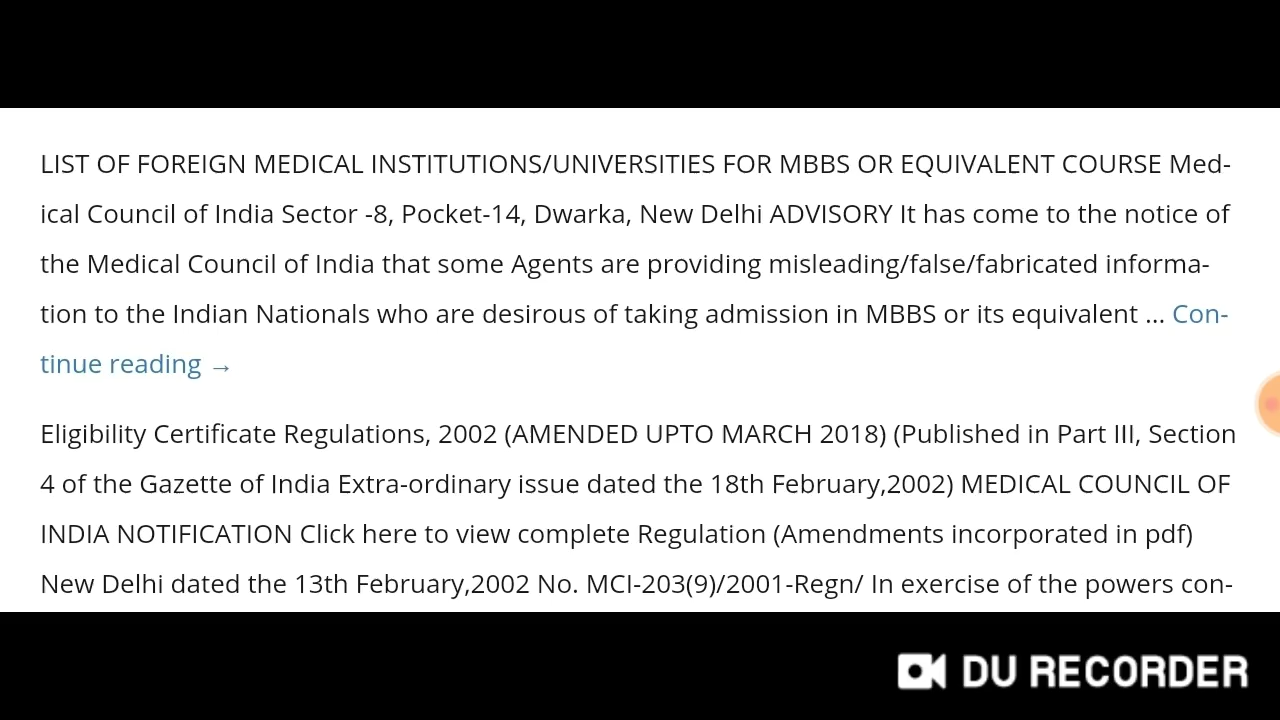 LIST OF FOREIGN MEDICAL INSTITUTIONS/UNIVERSITIES FOR MBBS OR EQUIVALENT COURSE Med-
ical Council of India Sector -8, Pocket-14, Dwarka, New Delhi ADVISORY It has come to the notice of
the Medical Council of India that some Agents are providing misleading/false/fabricated informa-
tion to the Indian Nationals who are desirous of taking admission in MBBS or its equivalent ... Con-
tinue reading →
Eligibility Certificate Regulations, 2002 (AMENDED UPTO MARCH 2018) (Published in Part III, Section
4 of the Gazette of India Extra-ordinary issue dated the 18th February,2002) MEDICAL COUNCIL OF
INDIA NOTIFICATION Click here to view complete Regulation (Amendments incorporated in pdf)
New Delhi dated the 13th February,2002 No. MCI-203(9)/2001-Regn/ In exercise of the powers con-
DU RECORDER